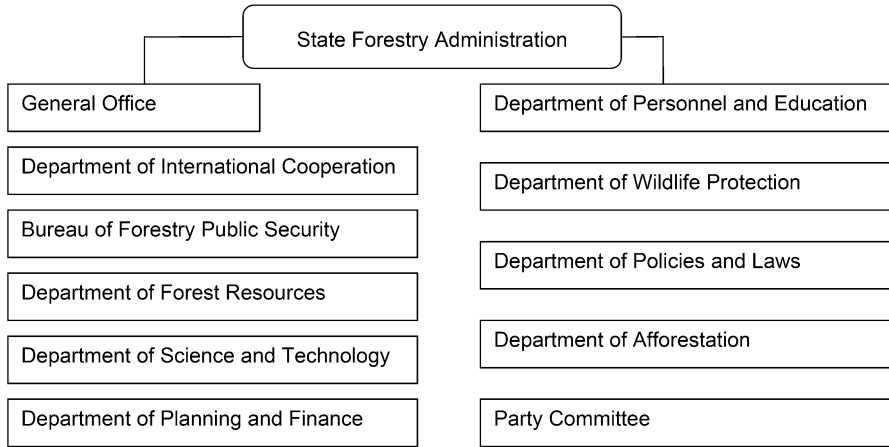 State Forestry Administration
General Office
Department of International Cooperation
Bureau of Forestry Public Security
Department of Forest Resources
Department of Science and Technology
Department of Planning and Finance
Department of Personnel and Education
Department of Wildlife Protection
Department of Policies and Laws
Department of Afforestation
Party Committee